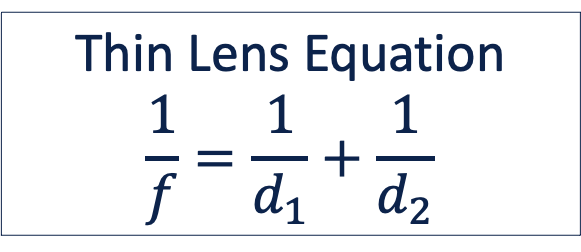 Thin Lens Equation
1/f = 1/d₁ + 1/d₂